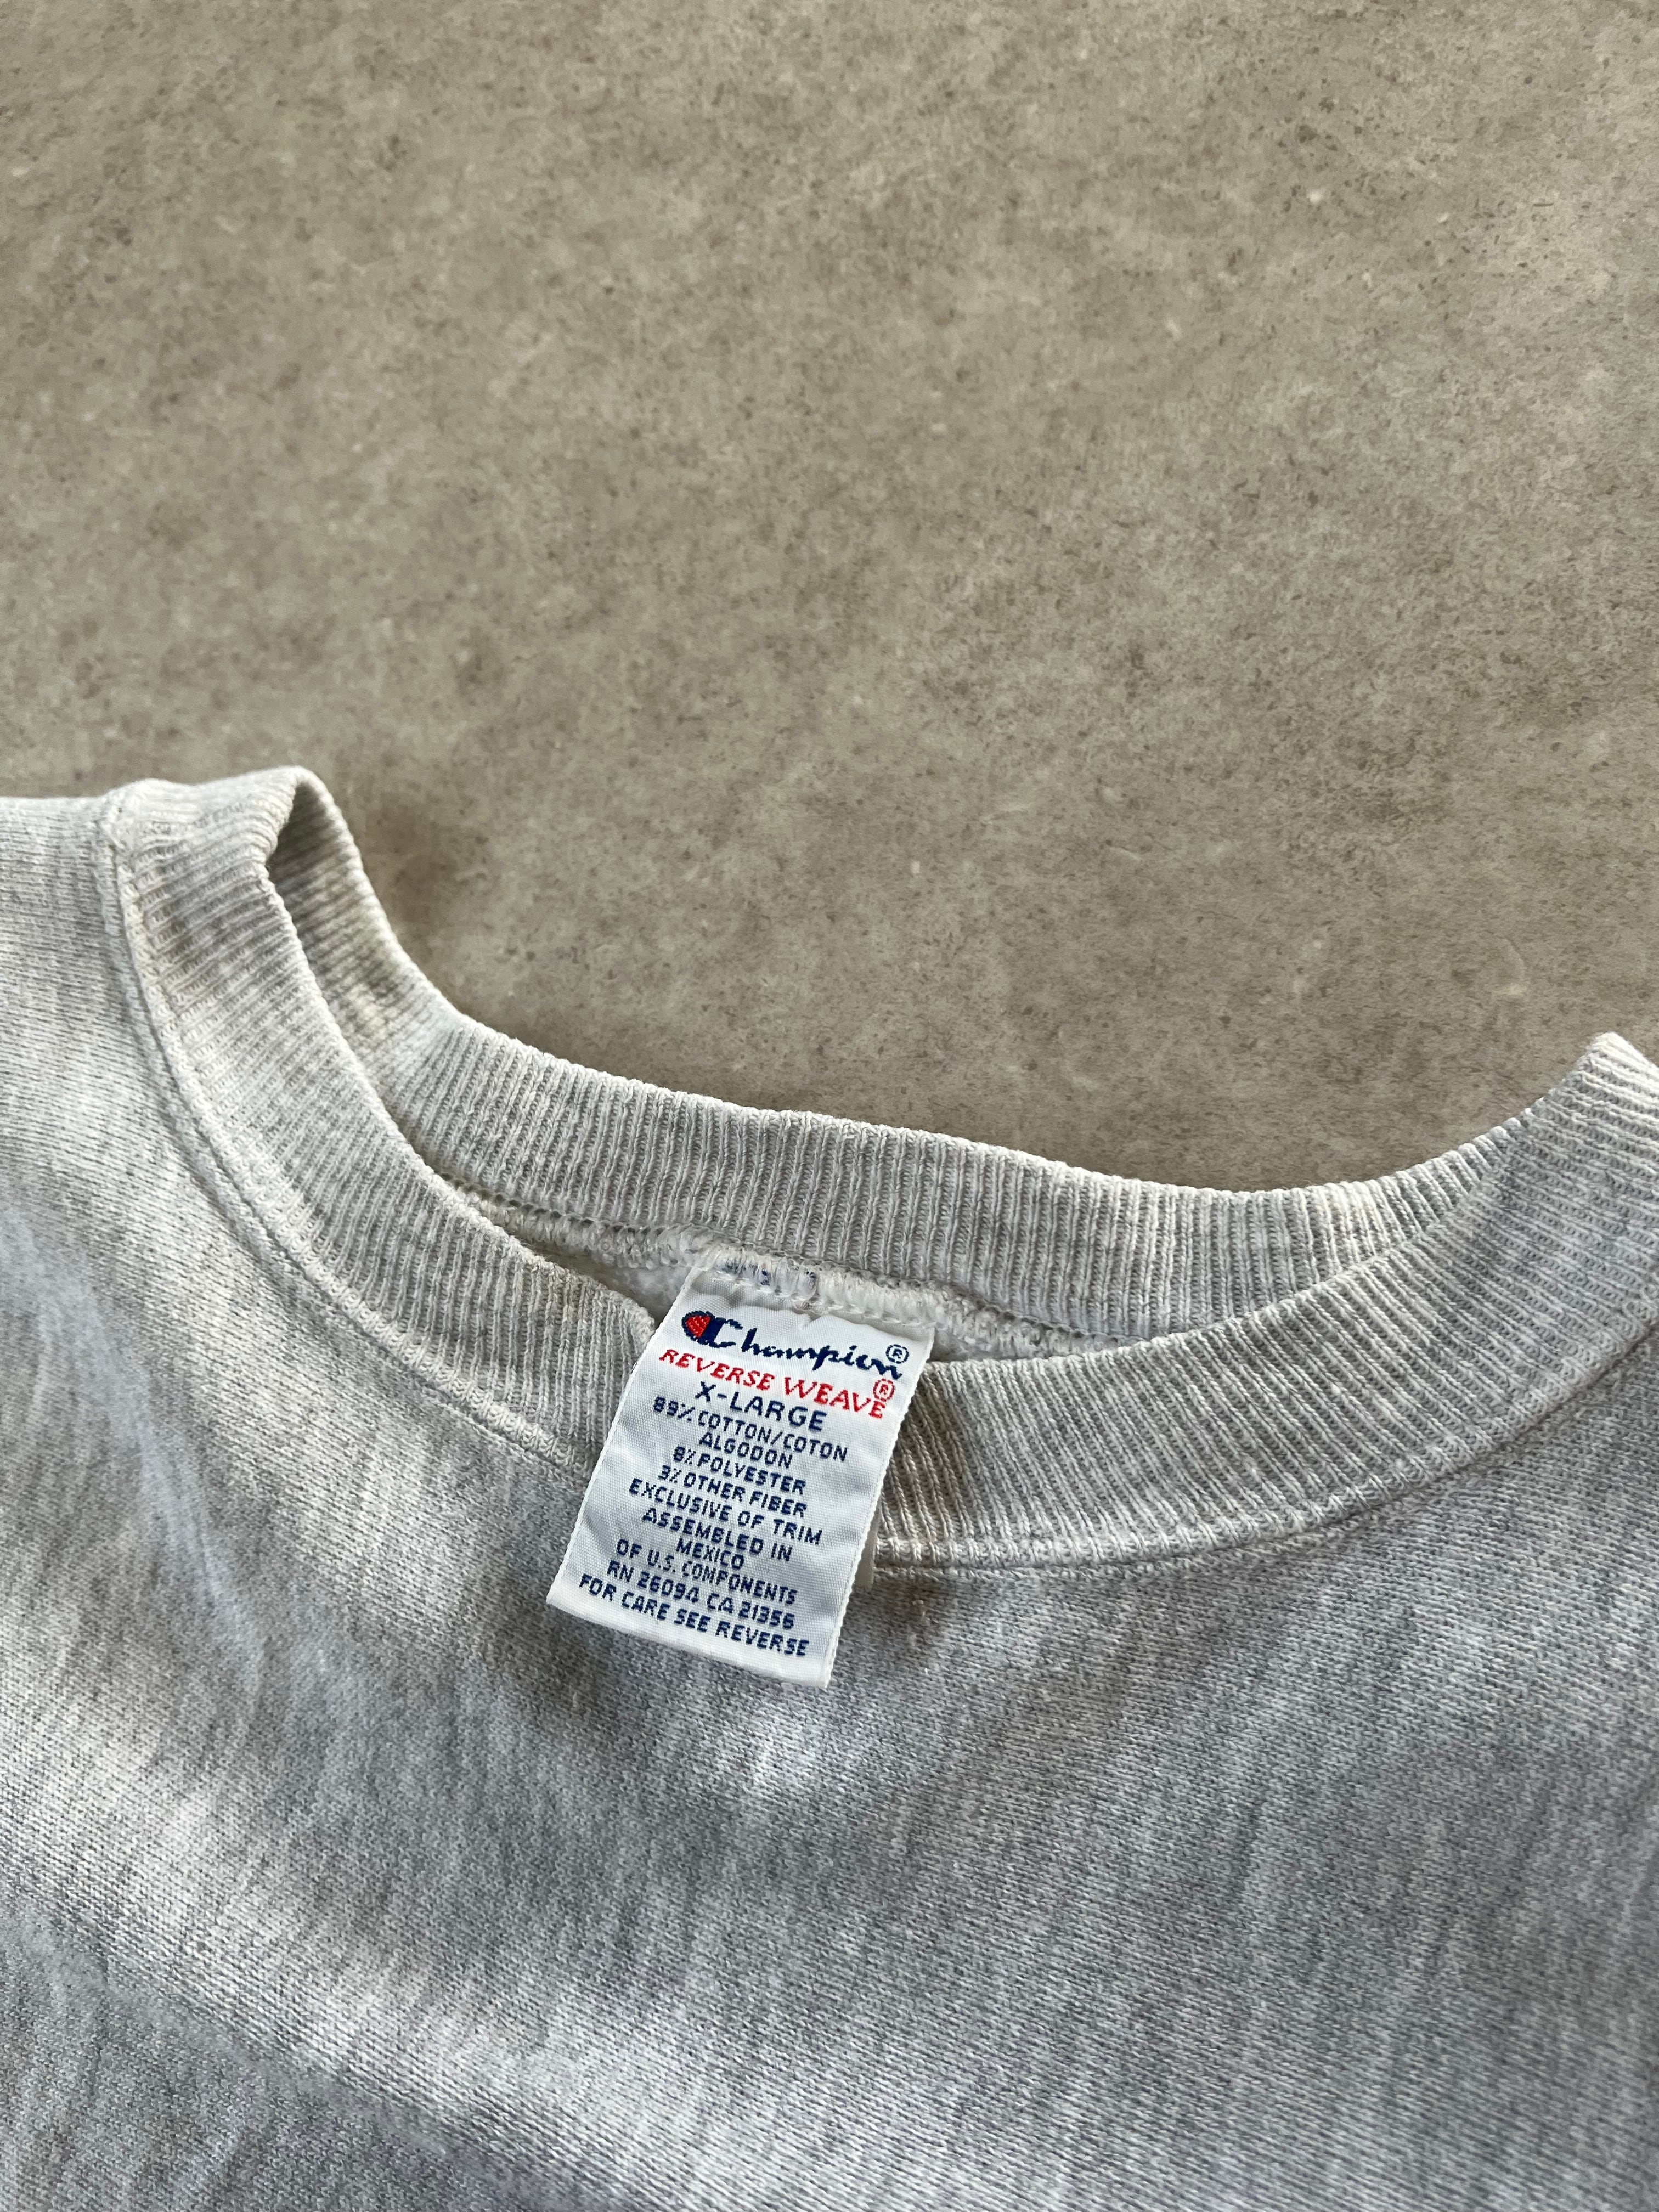 Champion®
REVERSE WEAVE®
X-LARGE
89% COTTON/COTON
ALGODON
8% POLYESTER
3% OTHER FIBER
EXCLUSIVE OF TRIM
ASSEMBLED IN
MEXICO
OF U.S. COMPONENTS
RN 26094 CA 21356
FOR CARE SEE REVERSE